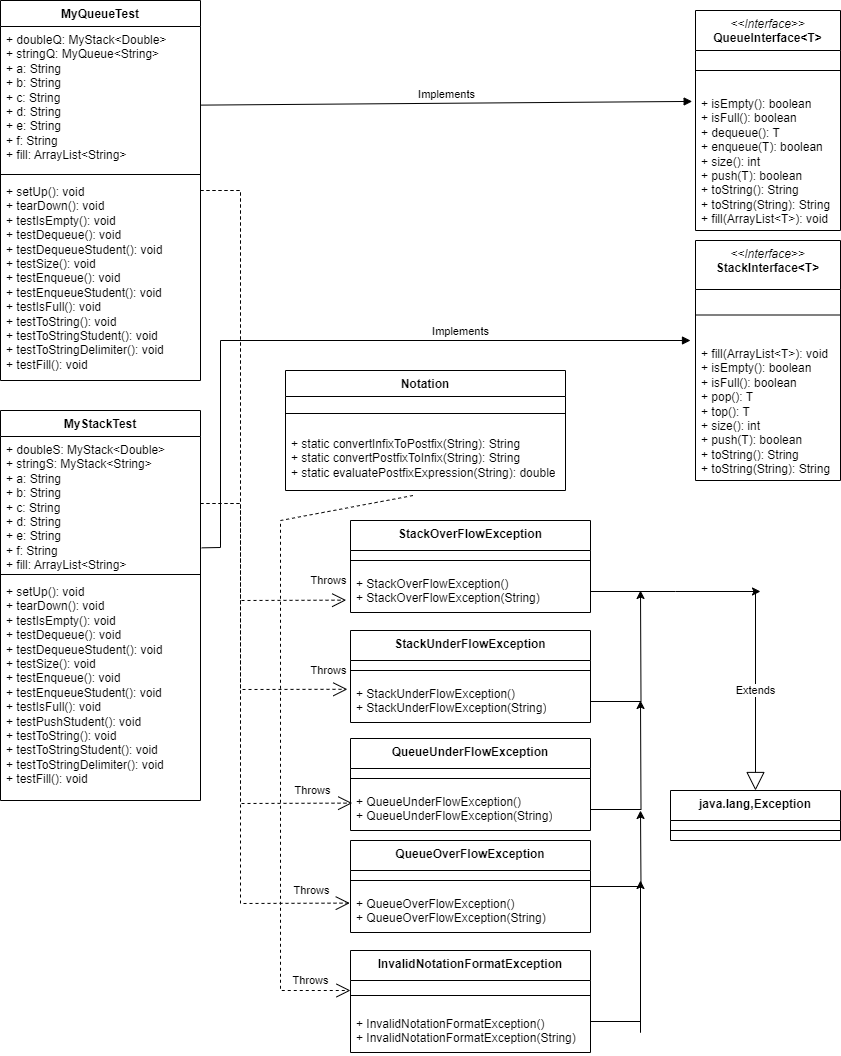 MyQueueTest
+ doubleQ: MyStack<Double>
+ stringQ: MyQueue<String>
+ a: String
+ b: String
+ c: String
+ d: String
+ e: String
+ f: String
+ fill: ArrayList<String>
+ setUp(): void
+ tearDown(): void
+ testIsEmpty(): void
+ testDequeue(): void
+ testDequeueStudent(): void
+ testSize(): void
+ testEnqueue(): void
+ testEnqueueStudent(): void
+ testIsFull(): void
+ testToString(): void
+ testToStringStudent(): void
+ testToStringDelimiter(): void
+ testFill(): void
Implements
<<Interface>>
QueueInterface<T>
+ isEmpty(): boolean
+ isFull(): boolean
+ dequeue(): T
+ enqueue(T): boolean
+ size(): int
+ push(T): boolean
+ toString(): String
+ toString(String): String
+ fill(ArrayList<T>): void
Implements
<<Interface>>
StackInterface<T>
+ fill(ArrayList<T>): void
+ isEmpty(): boolean
+ isFull(): boolean
+ pop(): T
+ top(): T
+ size(): int
+ push(T): boolean
+ toString(): String
+ toString(String): String
Notation
+ static convertInfixToPostfix(String): String
+ static convertPostfixToInfix(String): String
+ static evaluatePostfixExpression(String): double
MyStackTest
+ doubleS: MyStack<Double>
+ stringS: MyStack<String>
+ a: String
+ b: String
+ c: String
+ d: String
+ e: String
+ f: String
+ fill: ArrayList<String>
+ setUp(): void
+ tearDown(): void
+ testIsEmpty(): void
+ testDequeue(): void
+ testDequeueStudent(): void
+ testSize(): void
+ testEnqueue(): void
+ testEnqueueStudent(): void
+ testIsFull(): void
+ testPushStudent(): void
+ testToString(): void
+ testToStringStudent(): void
+ testToStringDelimiter(): void
+ testFill(): void
Throws
StackOverFlowException
+ StackOverFlowException()
+ StackOverFlowException(String)
Throws
StackUnderFlowException
+ StackUnderFlowException()
+ StackUnderFlowException(String)
Throws
QueueUnderFlowException
+ QueueUnderFlowException()
+ QueueUnderFlowException(String)
Throws
QueueOverFlowException
+ QueueOverFlowException()
+ QueueOverFlowException(String)
Throws
InvalidNotationFormatException
+ InvalidNotationFormatException()
+ InvalidNotationFormatException(String)
Extends
java.lang,Exception